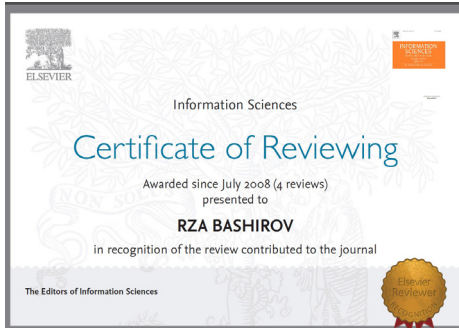 ELSEVIER
INFORMATION
SCIENCES
Information Sciences
Certificate of Reviewing
Awarded since July 2008 (4 reviews)
presented to
RZA BASHIROV
in recognition of the review contributed to the journal
The Editors of Information Sciences
Elsevier
Reviewer
RECOGNITION